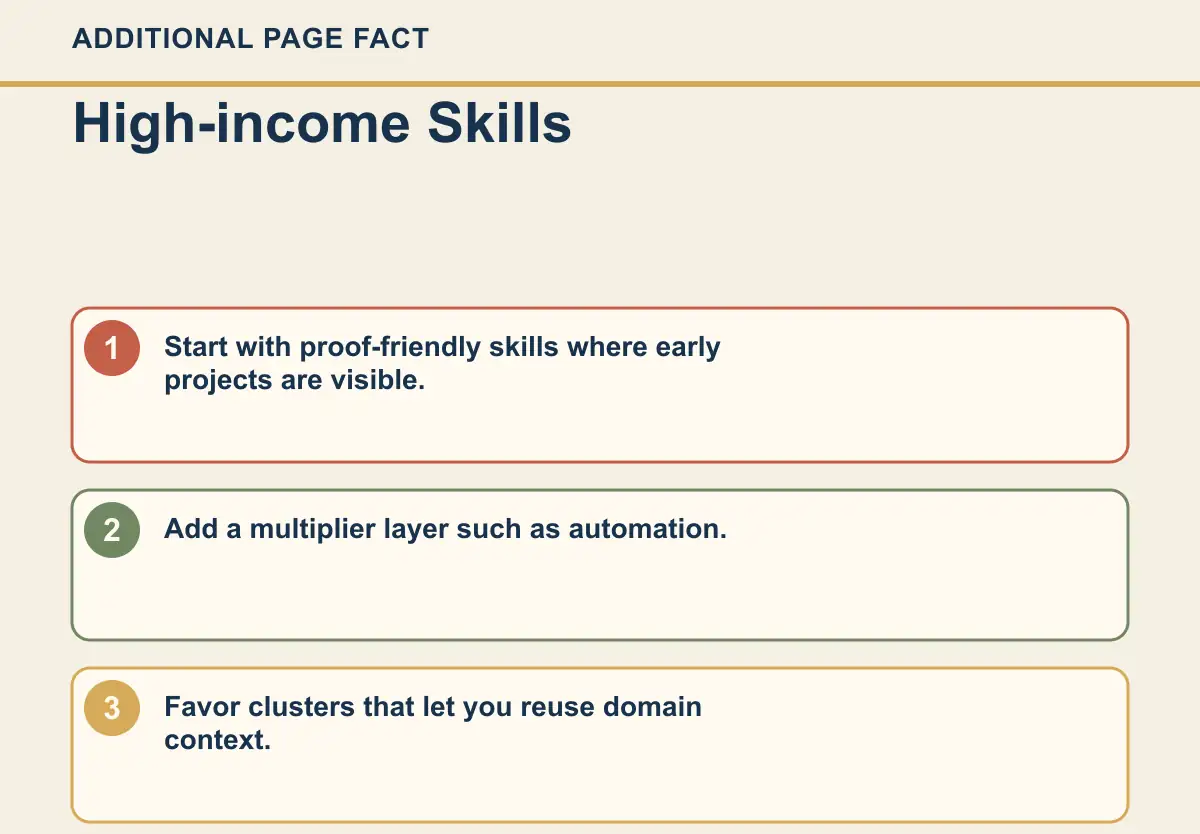 ADDITIONAL PAGE FACT
High-income Skills
1
Start with proof-friendly skills where early
projects are visible.
2
Add a multiplier layer such as automation.
3
Favor clusters that let you reuse domain
context.